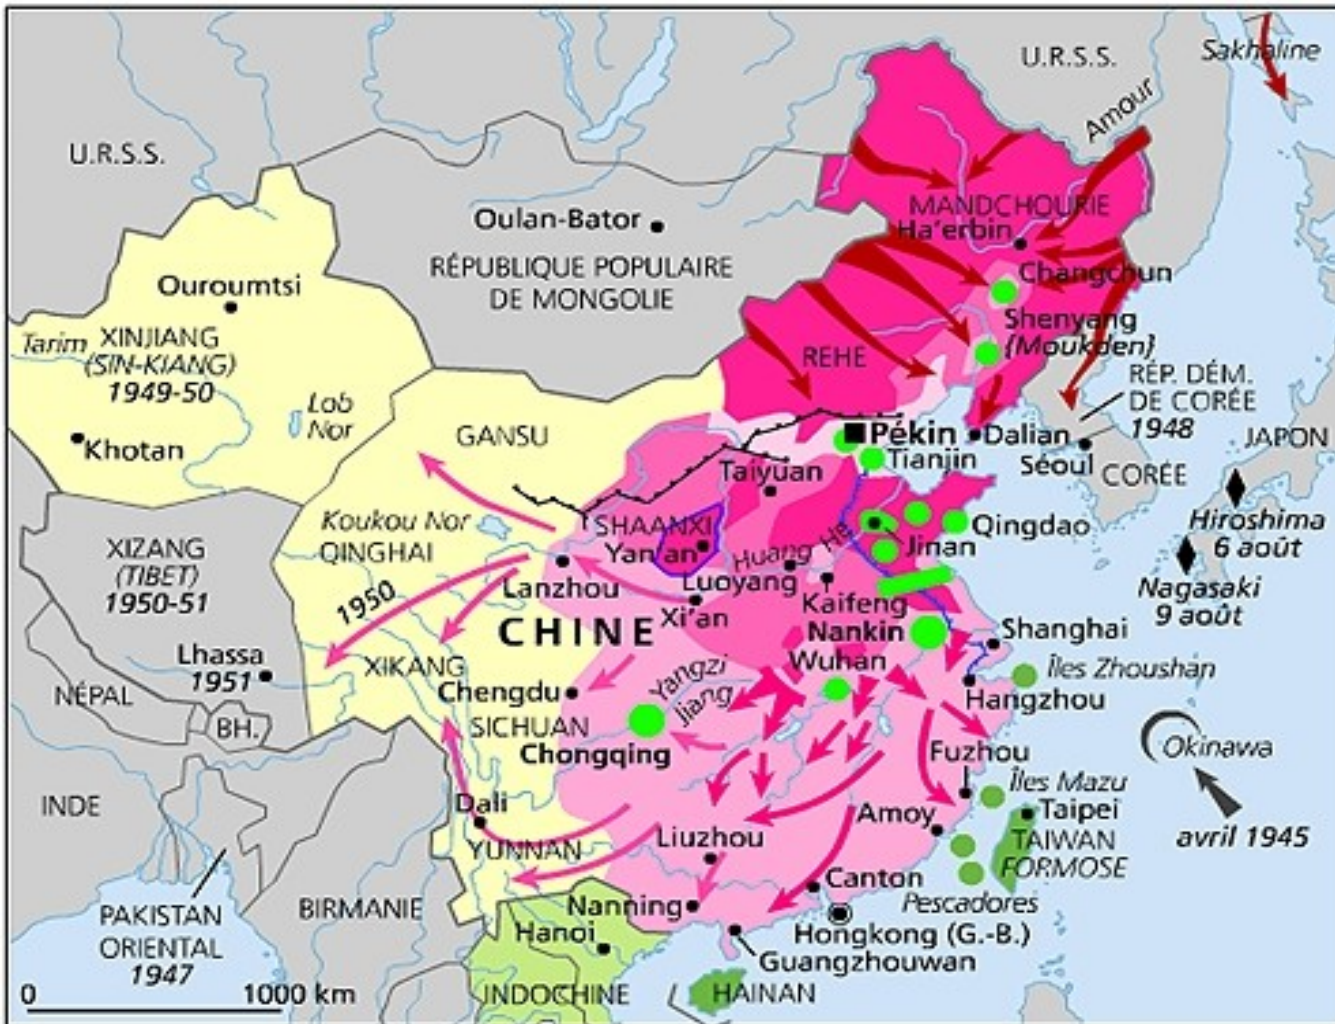 U.R.S.S.
Sakhaline
U.R.S.S.
Amour
Oulan-Bator
RÉPUBLIQUE POPULAIRE
DE MONGOLIE
MANDCHOURIE
Ha'erbin
Changchun
Shenyang
(Moukden)
REHE
Ouroumtsi
Tarim
XINJIANG
(SIN-KIANG)
1949-50
Lob
Nor
Khotan
GANSU
Pékin
Tianjin
Dalian
RÉP. DÉM.
DE CORÉE
1948
Séoul
CORÉE
JAPON
Hiroshima
6 août
Nagasaki
9 août
Taiyuan
Koukou Nor
QINGHAI
SHAANXI
Yan'an
Huang He
Jinan
Qingdao
XIZANG
(TIBET)
1950-51
Lanzhou
Luoyang
Kaifeng
1950
Xi'an
CHINE
Nankin
Wuhan
Shanghai
Îles Zhoushan
Hangzhou
Lhassa
1951
XIKANG
Chengdu
SICHUAN
Yangzi
Jiang
Chongqing
NÉPAL
BH.
Okinawa
avril 1945
Fuzhou
Îles Mazu
Taipei
TAIWAN
FORMOSE
Amoy
Pescadores
INDE
Dali
YUNNAN
Liuzhou
Canton
Nanning
Hongkong (G.-B.)
Guangzhouwan
PAKISTAN
ORIENTAL
1947
BIRMANIE
Hanoi
INDOCHINE
HAINAN
0 1000 km